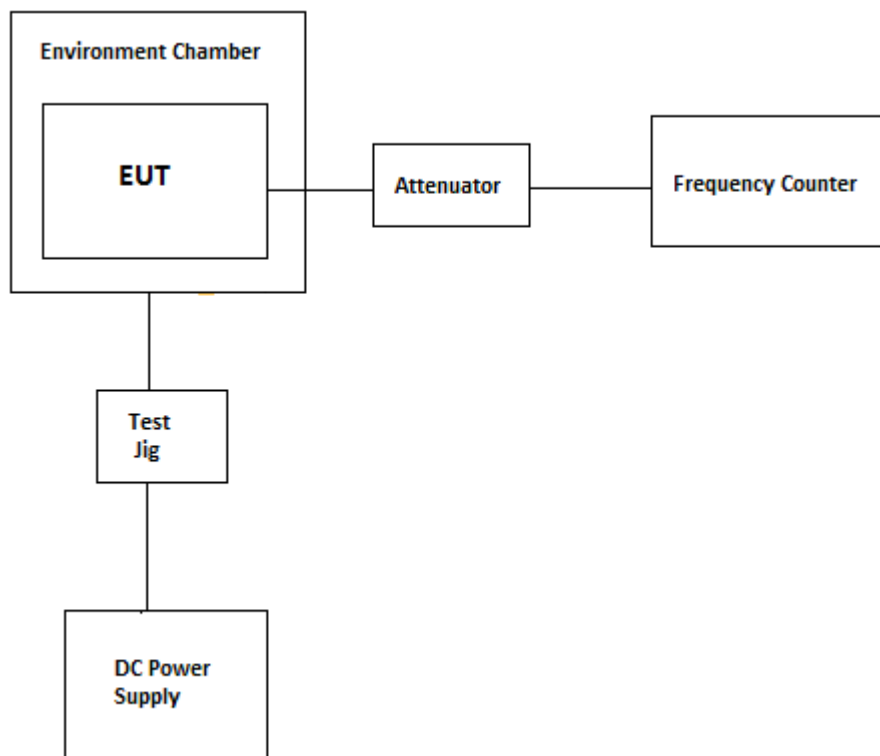 Environment Chamber
EUT
Attenuator
Frequency Counter
Test
Jig
DC Power
Supply